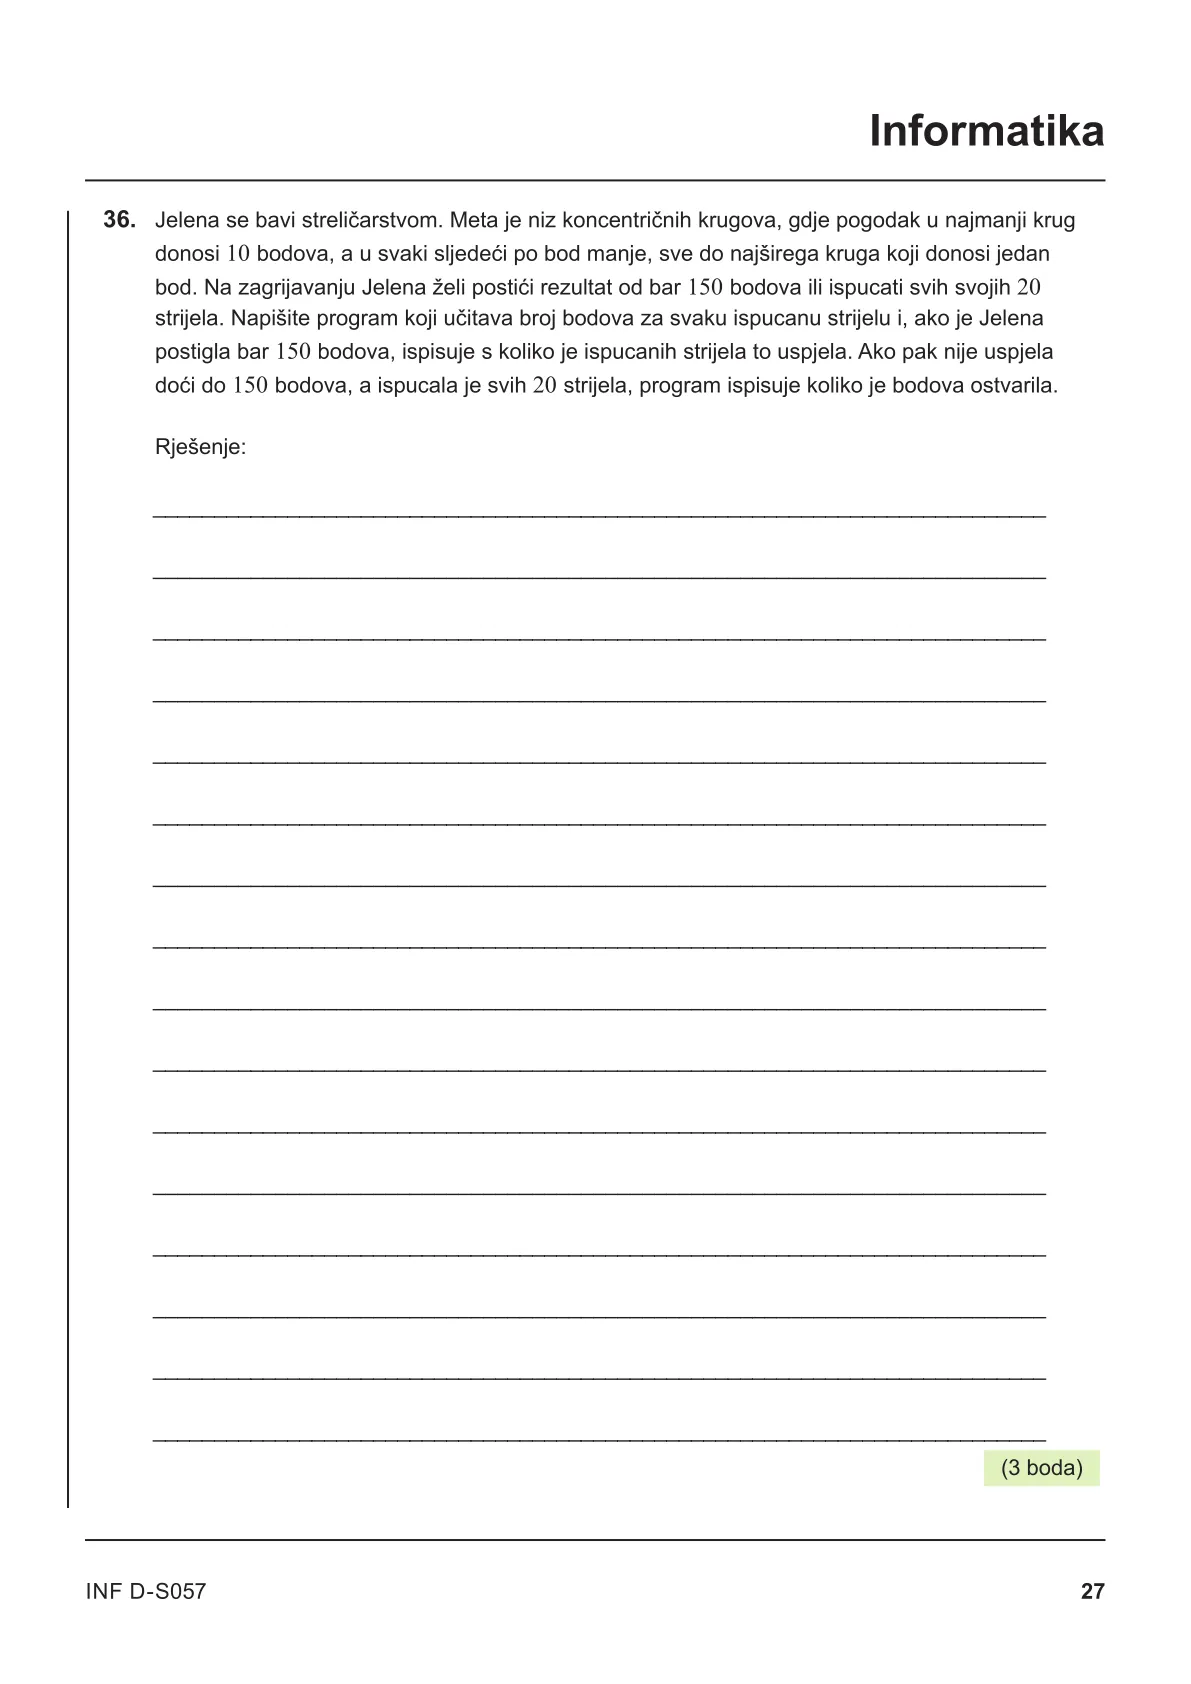 Informatika
36. Jelena se bavi streličarstvom. Meta je niz koncentričnih krugova, gdje pogodak u najmanji krug
donosi 10 bodova, a u svaki sljedeći po bod manje, sve do najširega kruga koji donosi jedan
bod. Na zagrijavanju Jelena želi postići rezultat od bar 150 bodova ili ispucati svih svojih 20
strijela. Napišite program koji učitava broj bodova za svaku ispucanu strijelu i, ako je Jelena
postigla bar 150 bodova, ispisuje s koliko je ispucanih strijela to uspjela. Ako pak nije uspjela
doći do 150 bodova, a ispucala je svih 20 strijela, program ispisuje koliko je bodova ostvarila.
Rješenje:
(3 boda)
INF D-S057
27